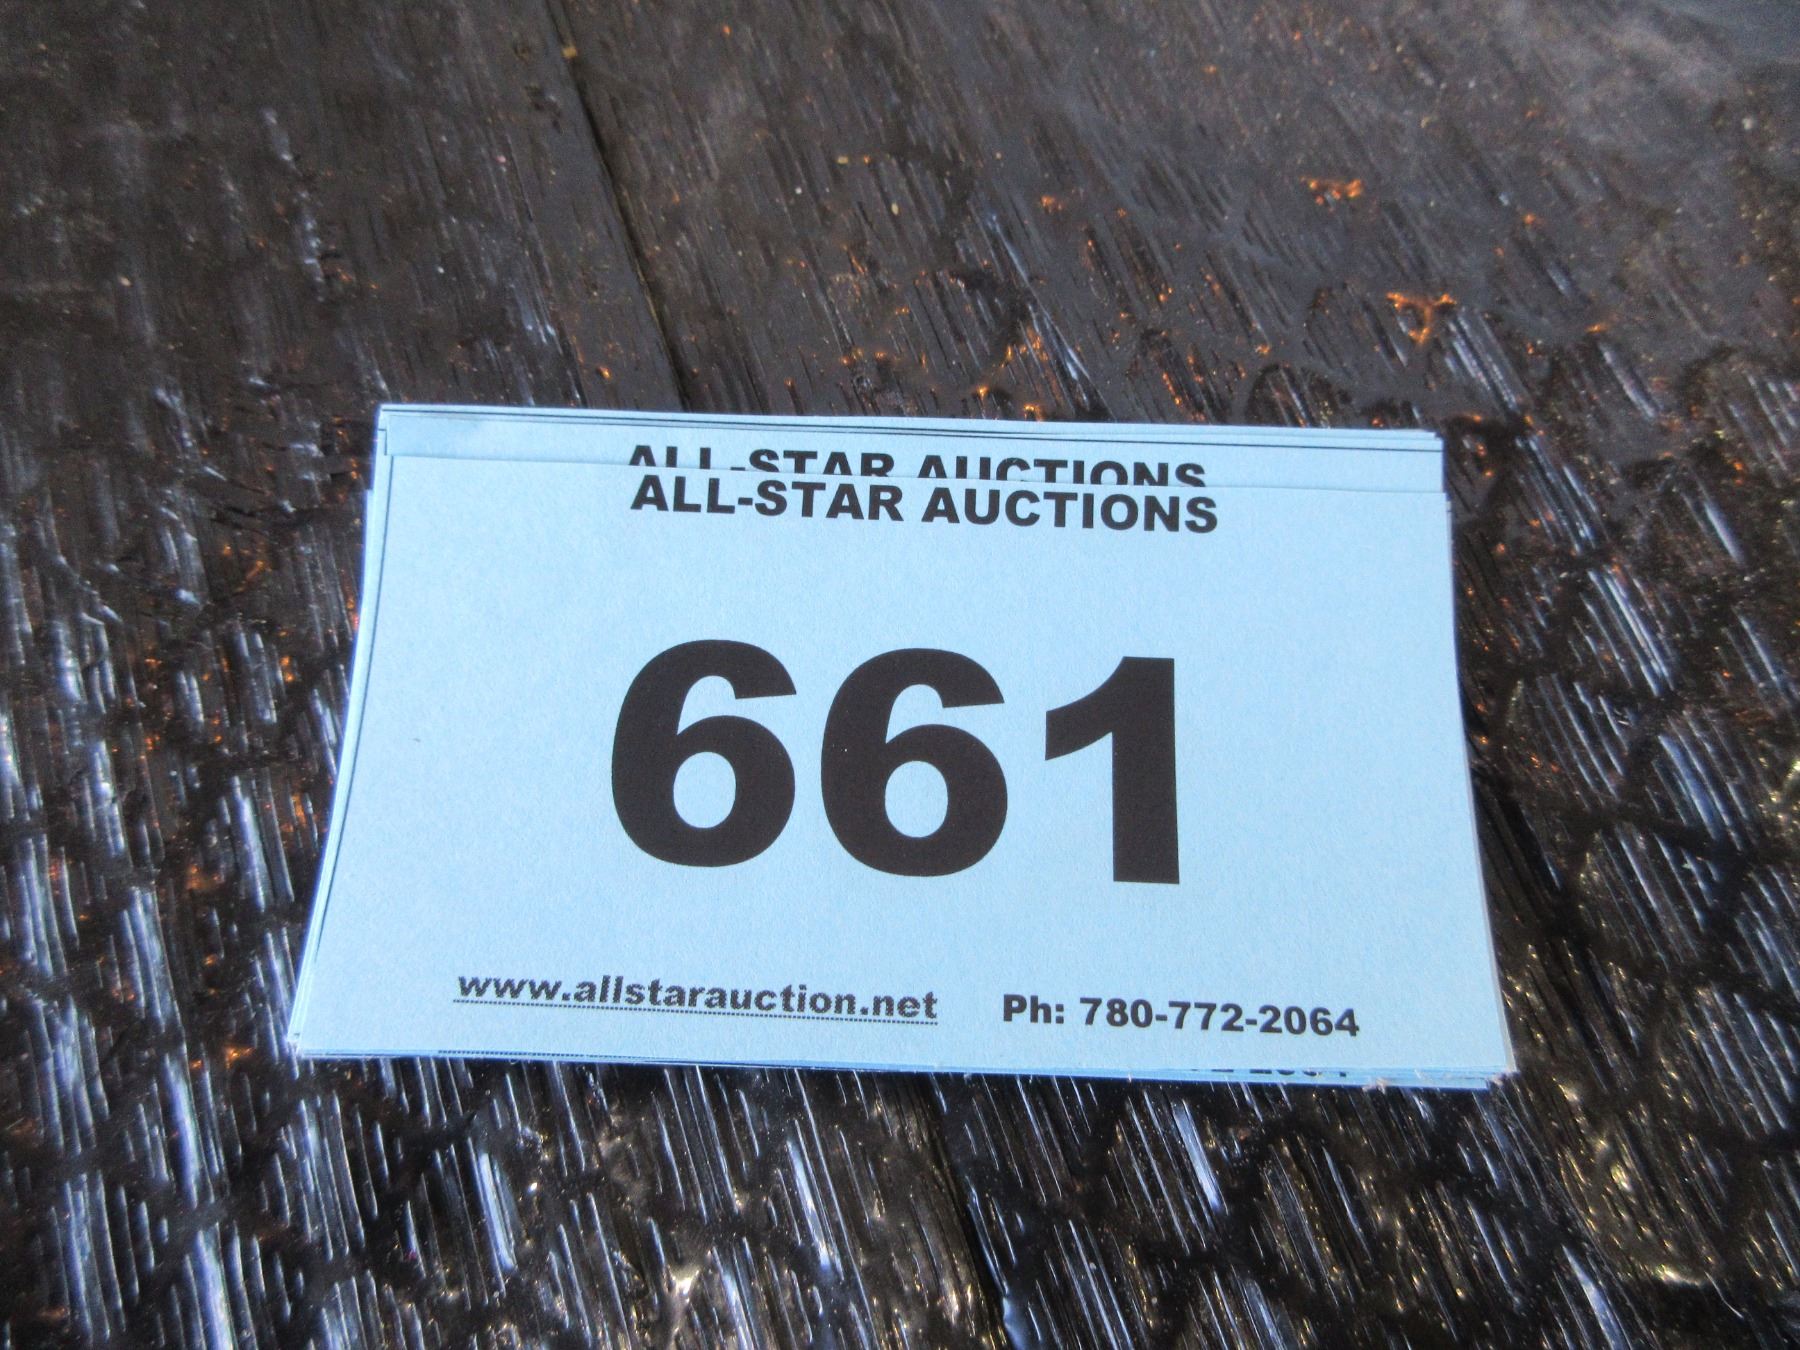 ALL-STAR AUCTIONS
ALL-STAR AUCTIONS
661
www.allstarauction.net Ph: 780-772-2064